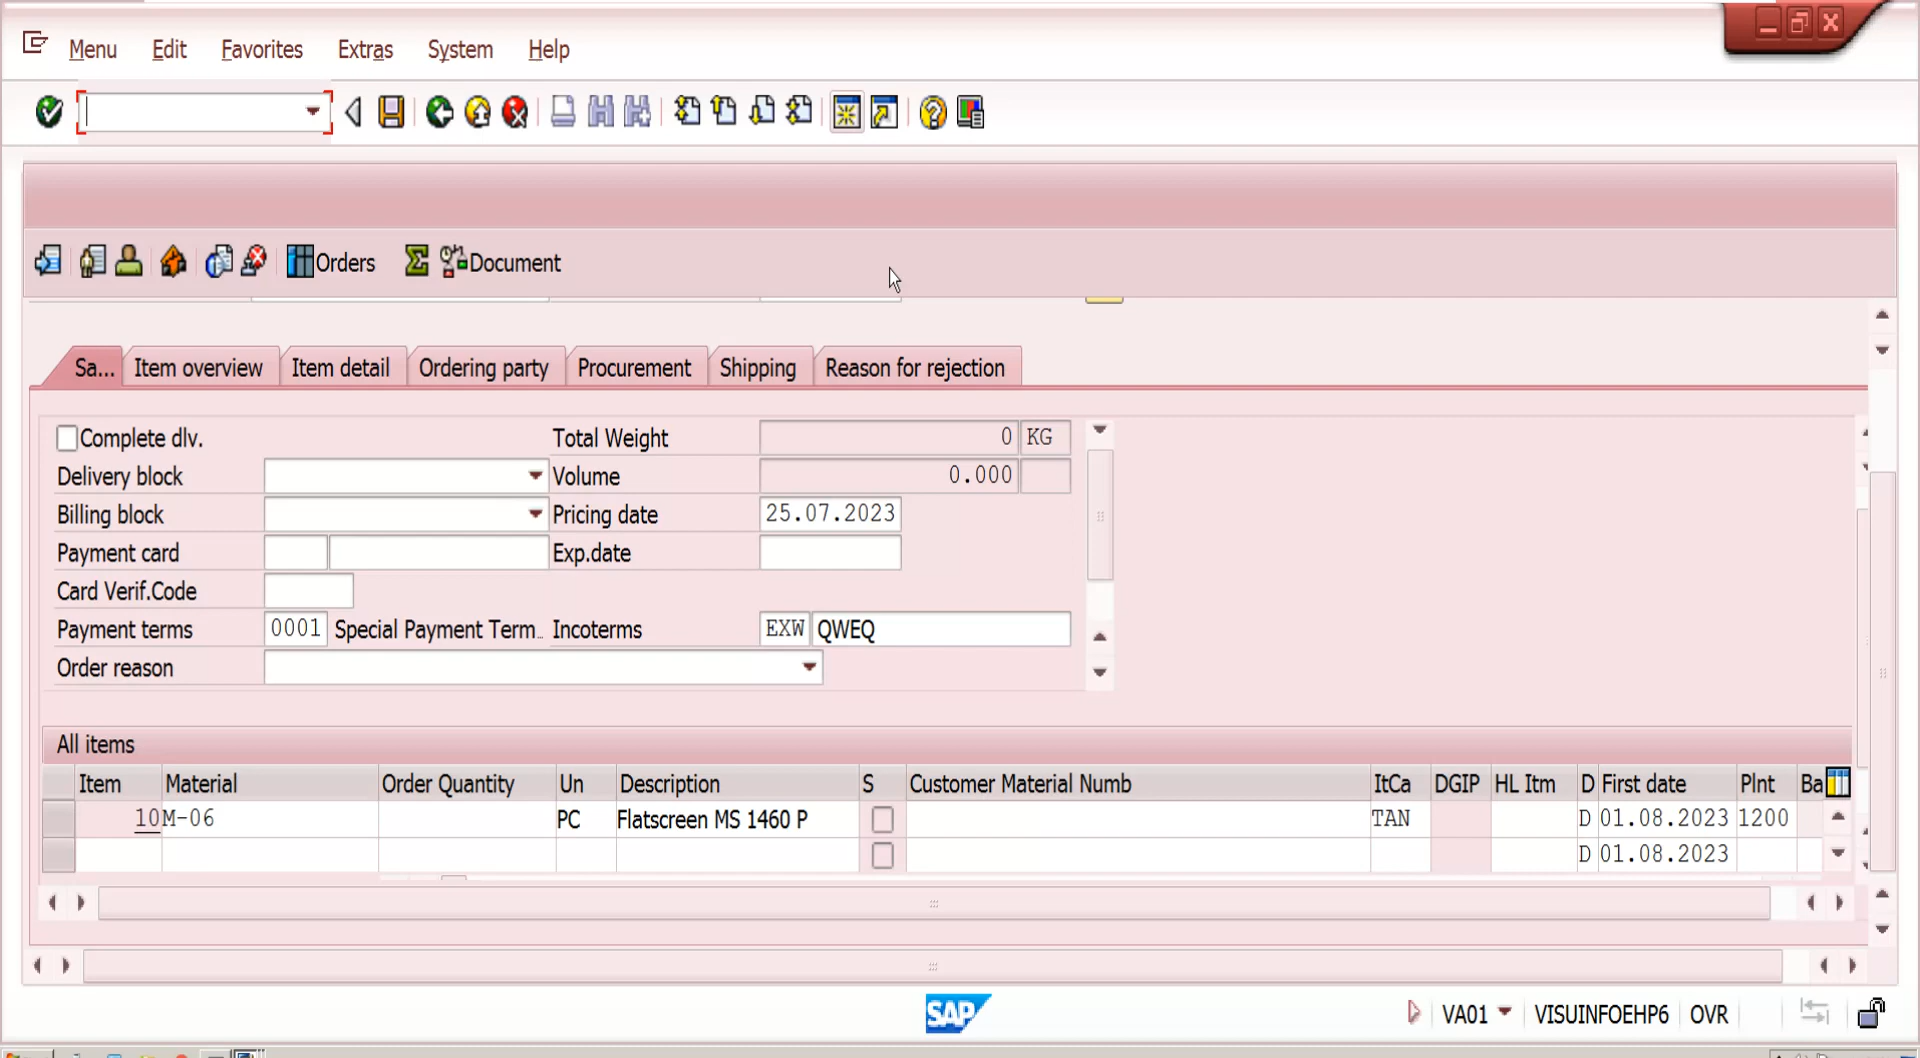 Menu Edit Favorites Extras System Help
Orders Document
Sa... Item overview Item detail Ordering party Procurement Shipping Reason for rejection
Complete dlv. Total Weight 0 KG
Delivery block Volume 0.000
Billing block Pricing date 25.07.2023
Payment card Exp.date
Card Verif.Code
Payment terms 0001 Special Payment Term.. Incoterms EXW QWEQ
Order reason
All items
Item Material Order Quantity Un Description S Customer Material Numb ItCa DGIP HL Itm D First date Plnt Ba
10 M-06 PC Flatscreen MS 1460 P TAN D 01.08.2023 1200
D 01.08.2023
SAP VA01 VISUINFOEHP6 OVR